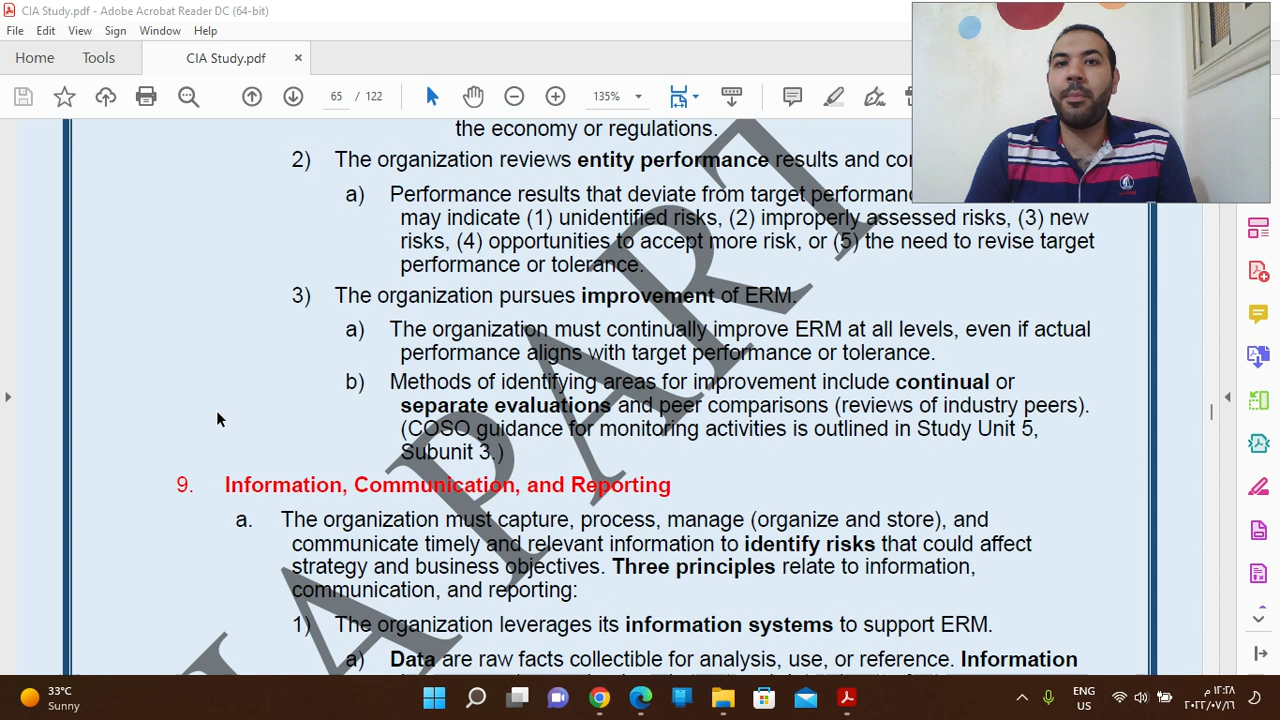 CIA Study.pdf - Adobe Acrobat Reader DC (64-bit)
File Edit View Sign Window Help
Home Tools CIA Study.pdf ×
65 / 122 135%
the economy or regulations.
2) The organization reviews entity performance results and con
a) Performance results that deviate from target performanc
may indicate (1) unidentified risks, (2) improperly assessed risks, (3) new
risks, (4) opportunities to accept more risk, or (5) the need to revise target
performance or tolerance.
3) The organization pursues improvement of ERM.
a) The organization must continually improve ERM at all levels, even if actual
performance aligns with target performance or tolerance.
b) Methods of identifying areas for improvement include continual or
separate evaluations and peer comparisons (reviews of industry peers).
(COSO guidance for monitoring activities is outlined in Study Unit 5,
Subunit 3.)
9. Information, Communication, and Reporting
a. The organization must capture, process, manage (organize and store), and
communicate timely and relevant information to identify risks that could affect
strategy and business objectives. Three principles relate to information,
communication, and reporting:
1) The organization leverages its information systems to support ERM.
a) Data are raw facts collectible for analysis, use, or reference. Information
IA PART
33°C
Sunny
ENG
US
١٢:٢٨ م
٢٠٢٢/٠٧/١٦